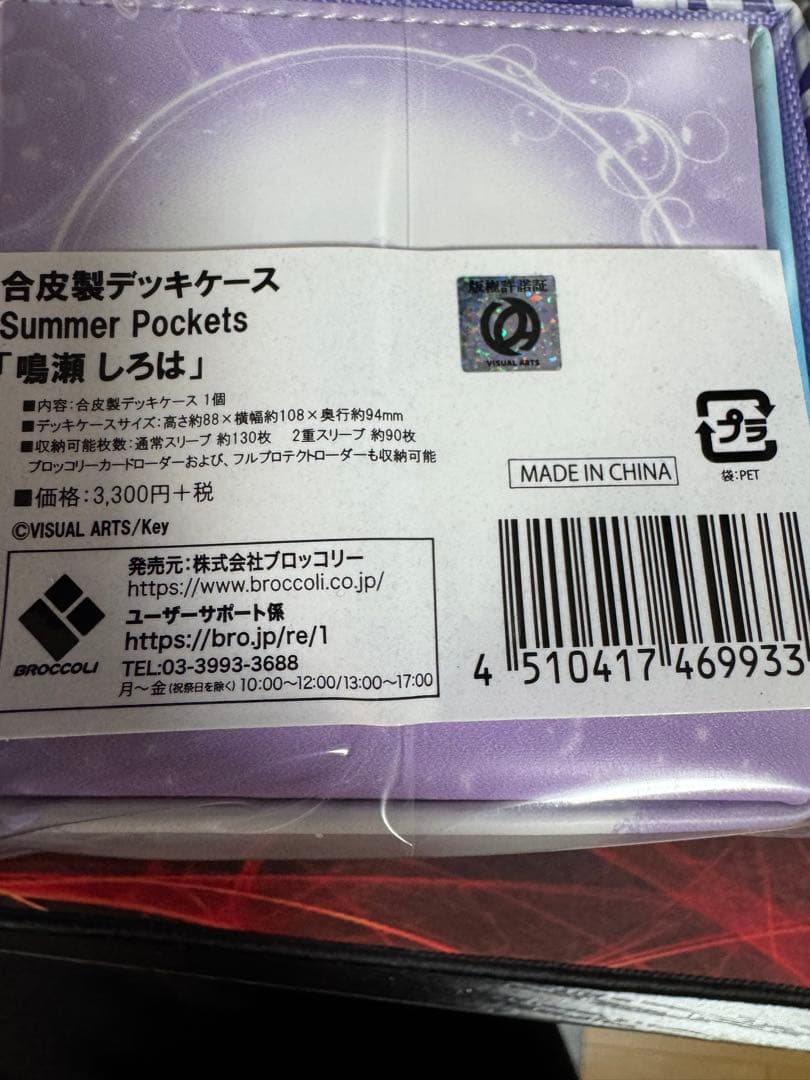 合皮製デッキケース
Summer Pockets
「鳴瀬 しろは」
■内容:合皮製デッキケース 1個
■デッキケースサイズ:高さ約88×横幅約108×奥行約94mm
■収納可能枚数:通常スリーブ 約130枚 2重スリーブ 約90枚
ブロッコリーカードローダーおよび、フルプロテクトローダーも収納可能
■価格:3,300円+税
©VISUAL ARTS/Key
発売元:株式会社ブロッコリー
https://www.broccoli.co.jp/
ユーザーサポート係
https://bro.jp/re/1
TEL:03-3993-3688
月~金(祝祭日を除く)10:00~12:00/13:00~17:00
BROCCOLI
版権許諾証
VISUAL ARTS
プラ
袋:PET
MADE IN CHINA
4 510417 469933